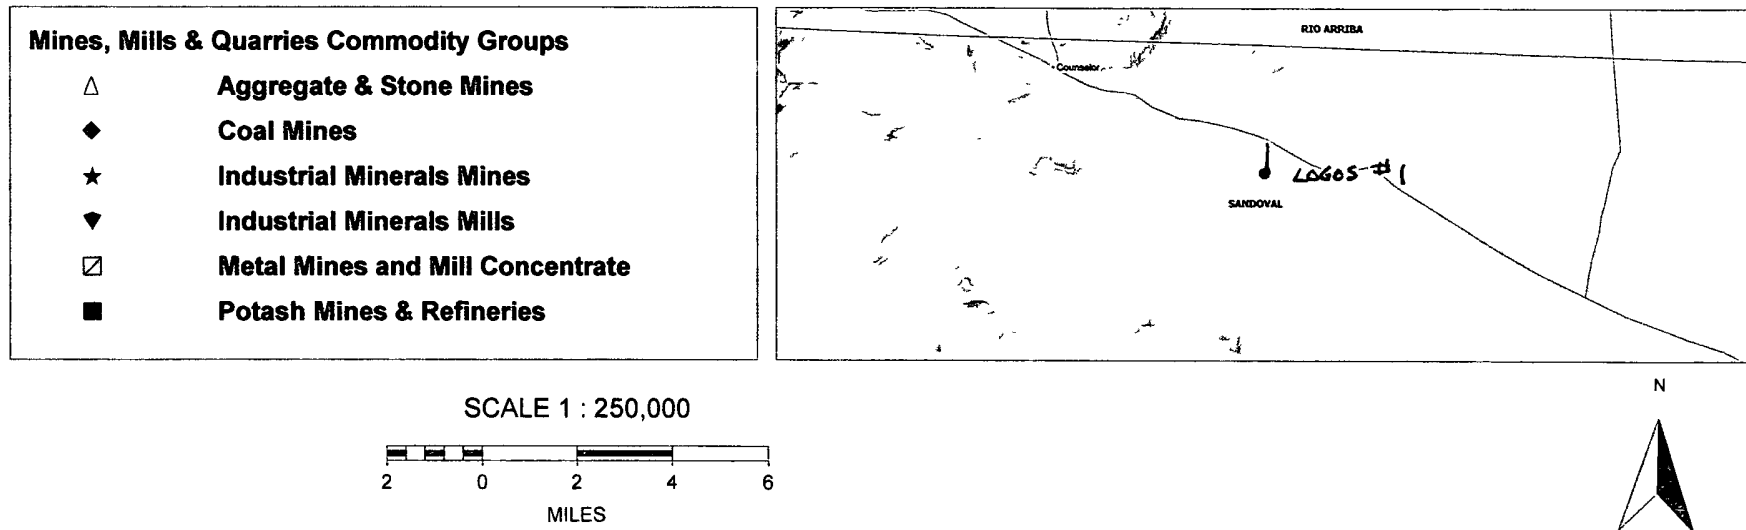 Mines, Mills & Quarries Commodity Groups
Aggregate & Stone Mines
Coal Mines
Industrial Minerals Mines
Industrial Minerals Mills
Metal Mines and Mill Concentrate
Potash Mines & Refineries
RIO ARRIBA
Counselor
LOGOS #1
SANDOVAL
SCALE 1 : 250,000
2 0 2 4 6
MILES
N